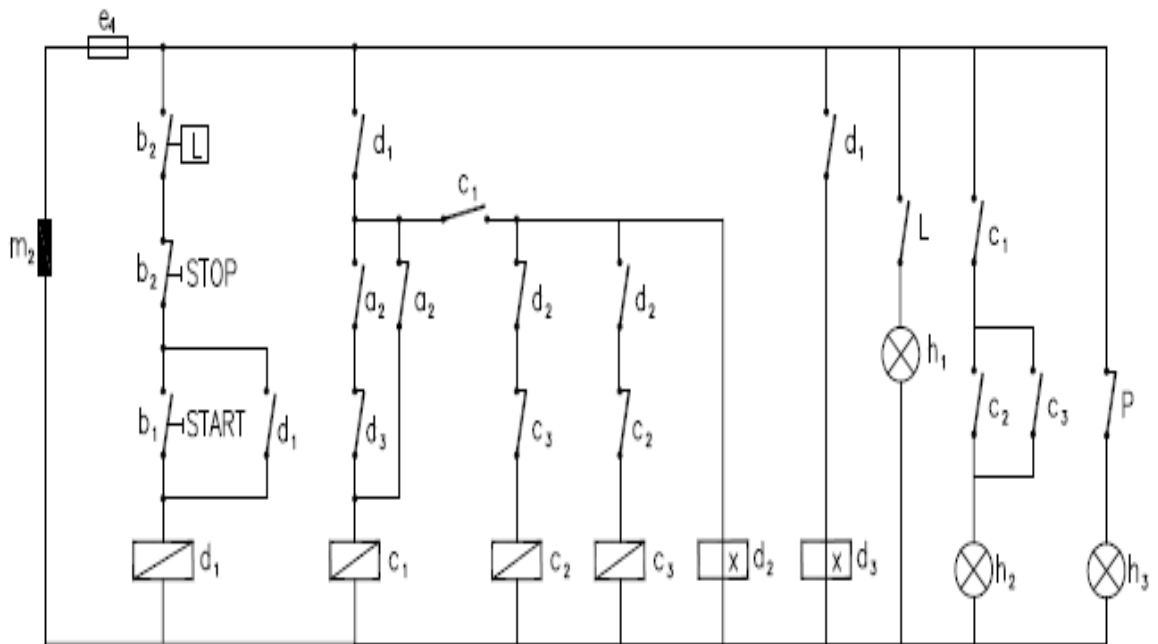 e₄
b₂ L
d₁
d₁
c₁
m₂
b₂ STOP
a₂
a₂
d₂
d₂
L
c₁
h₁
b₁ START
d₁
d₃
c₃
c₂
c₂
c₃
P
d₁
c₁
c₂
c₃
x d₂
x d₃
h₂
h₃